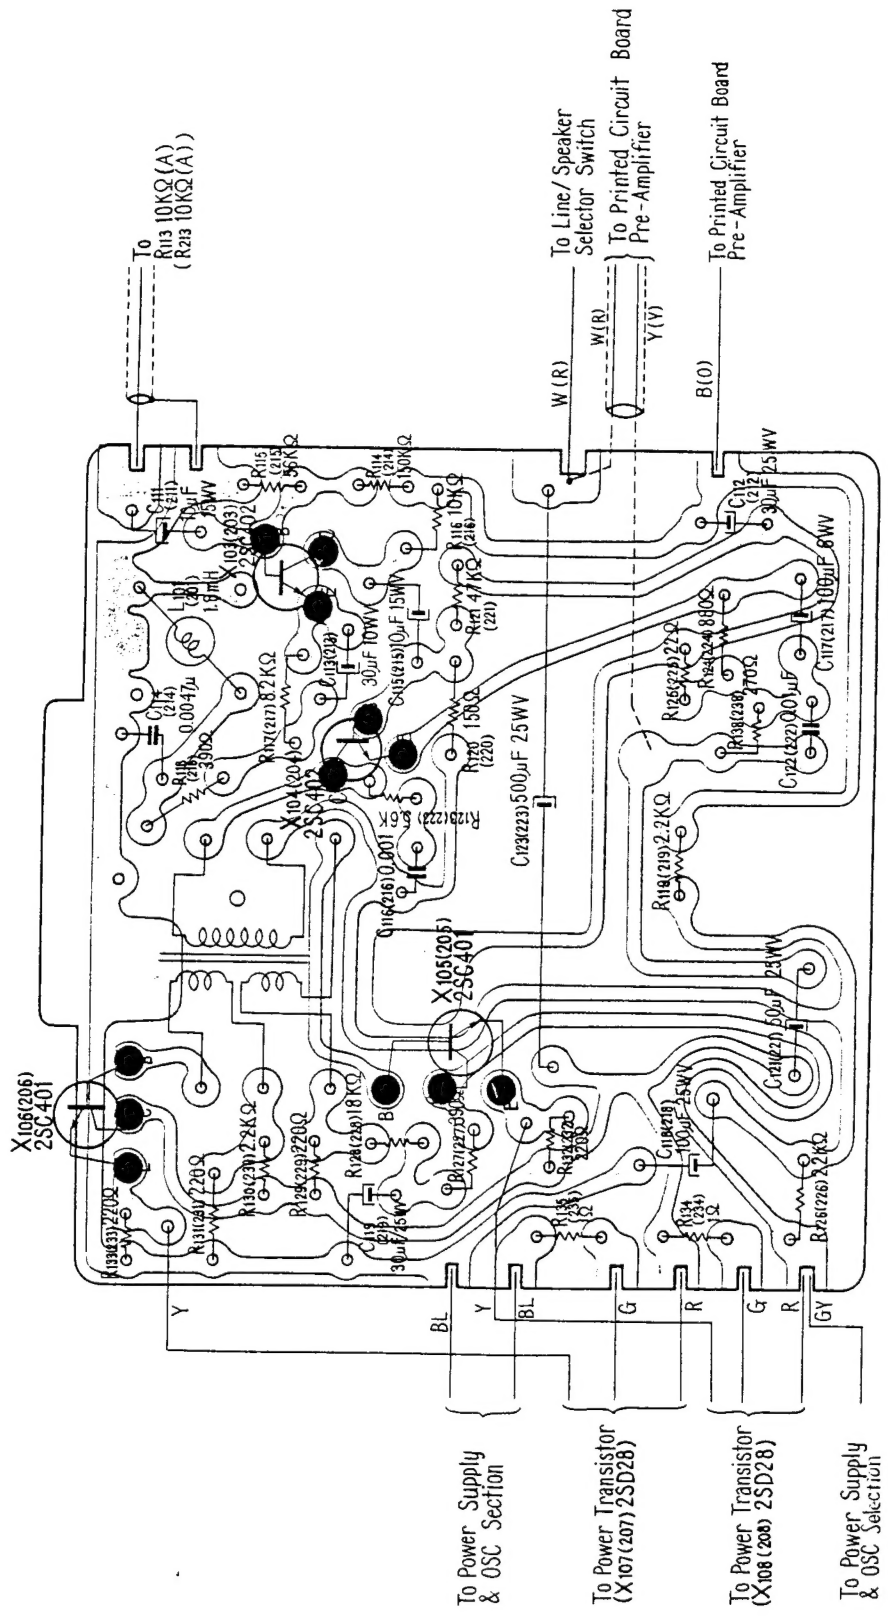 To
R113 10KΩ(A)
(R213 10KΩ(A))
To Line/Speaker
Selector Switch
To Printed Circuit Board
Pre-Amplifier
To Printed Circuit Board
Pre-Amplifier
W(R)
W(R)
Y(Y)
B(O)
C111
(211)
10μF
15WV
R115
(215)
56KΩ
R114
(214)
150KΩ
X103(203)
2SC402
B
L101
(201)
1.9mH
C114
(214)
0.0047μ
R118
(218)
390Ω
R117(217)8.2KΩ
C113(213)
30μF 10WV
C115(215)10μF 15WV
R116
(216)
10KΩ
R121 47KΩ
(221)
R120
(220)
150Ω
X104(204)
2SC402
R123(223)5.6K
C116(216)0.001
C123(223)500μF 25WV
C112
(212)
30μF 25WV
R126(226)22Ω
R124(224)880Ω
R138(238)
270Ω
C117(217)100μF 6WV
C122(222)0.01μF
R119(219)2.2KΩ
X105(205)
2SC401
B
E
C121(221)50μF 25WV
X106(206)
2SC401
R133(233)220Ω
R131(231)220Ω
R130(230)2.2KΩ
R129(229)220Ω
R128(228)18KΩ
R127(227)390Ω
R132(232)
220Ω
C118(218)
100μF 25WV
C119
(219)
30μF/25WV
R135
(235)
1Ω
R134
(234)
1Ω
R226(226)2.2KΩ
Y
BL
Y
BL
G
R
G
R
GY
To Power Supply
& OSC Section
To Power Transistor
(X107(207) 2SD28)
To Power Transistor
(X108(208) 2SD28)
To Power Supply
& OSC Selection